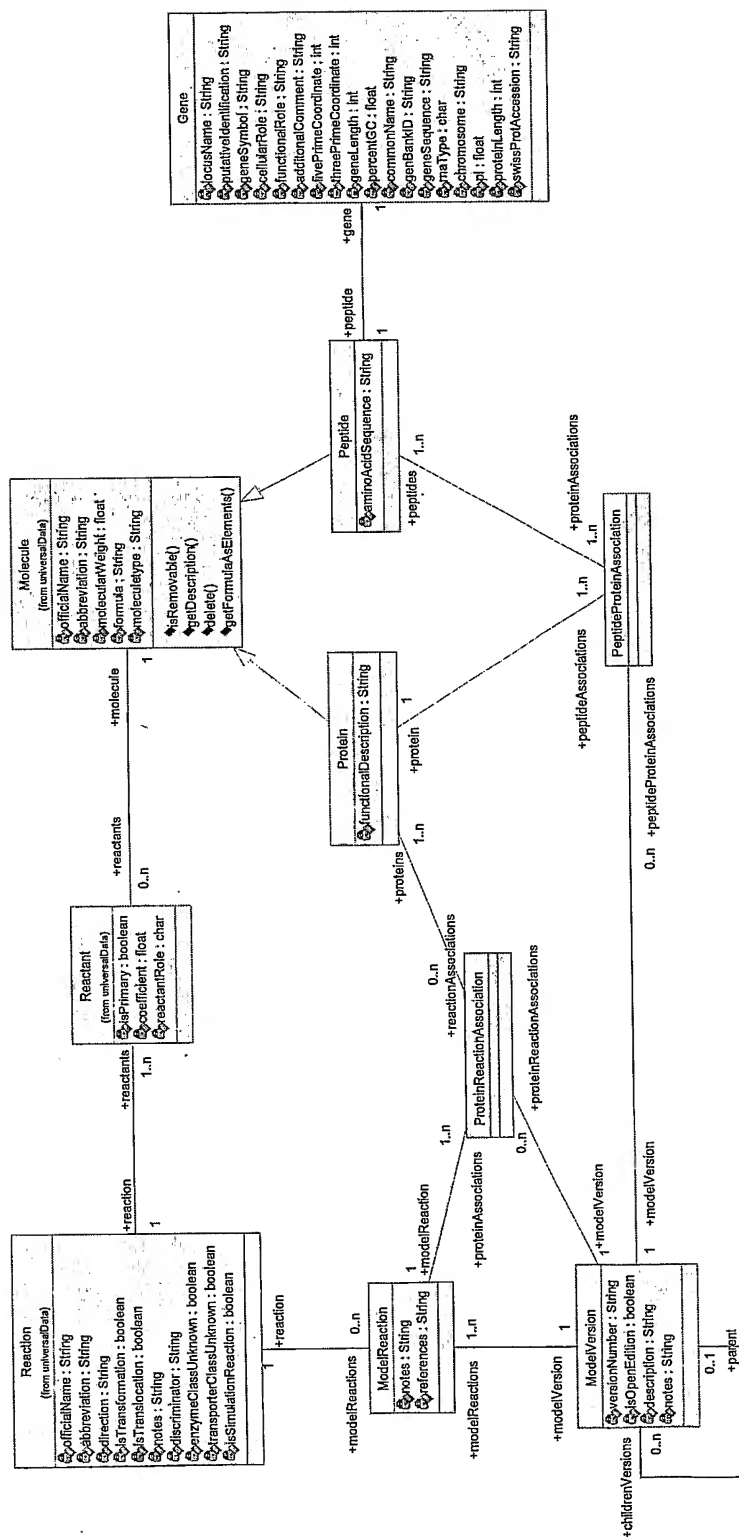 Reaction
(from universalData)
officialName : String
abbreviation : String
direction : String
isTransformation : boolean
isTranslocation : boolean
notes : String
discriminator : String
enzymeClassUnknown : boolean
transporterClassUnknown : boolean
isSimulationReaction : boolean
+reaction
1
+reactants
1..n
Reactant
(from universalData)
isPrimary : boolean
coefficient : float
reactantRole : char
+reactants
0..n
+molecule
1
Molecule
(from universalData)
officialName : String
abbreviation : String
molecularWeight : float
formula : String
moleculetype : String
isRemovable()
getDescription()
delete()
getFormulaAsElements()
+reaction
1
+modelReactions
0..n
ModelReaction
notes : String
references : String
1
+modelReaction
1..n
+proteinAssociations
ProteinReactionAssociation
0..n
+reactionAssociations
+proteins
1..n
Protein
functionalDescription : String
1
+protein
1..n
+peptideAssociations
Peptide
aminoAcidSequence : String
+peptides
1..n
1..n
+proteinAssociations
+peptide
1
+gene
1
Gene
locusName : String
putativeIdentification : String
geneSymbol : String
cellularRole : String
functionalRole : String
additonalComment : String
fivePrimeCoordinate : int
threePrimeCoordinate : int
geneLength : int
percentGC : float
commonName : String
genBankID : String
geneSequence : String
rnaType : char
chromosome : String
pI : float
proteinLength : int
swissProtAccession : String
PeptideProteinAssociation
0..n
+peptideProteinAssociations
1
+modelVersion
0..n
+proteinReactionAssociations
1
+modelVersion
1..n
+modelReactions
1
+modelVersion
ModelVersion
versionNumber : String
isOpenEdition : boolean
description : String
notes : String
+childrenVersions
0..n
0..1
+parent